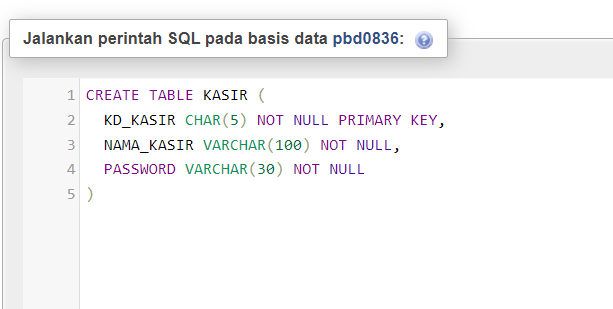 Jalankan perintah SQL pada basis data pbd0836:
1 CREATE TABLE KASIR (
2 KD_KASIR CHAR(5) NOT NULL PRIMARY KEY,
3 NAMA_KASIR VARCHAR(100) NOT NULL,
4 PASSWORD VARCHAR(30) NOT NULL
5 )